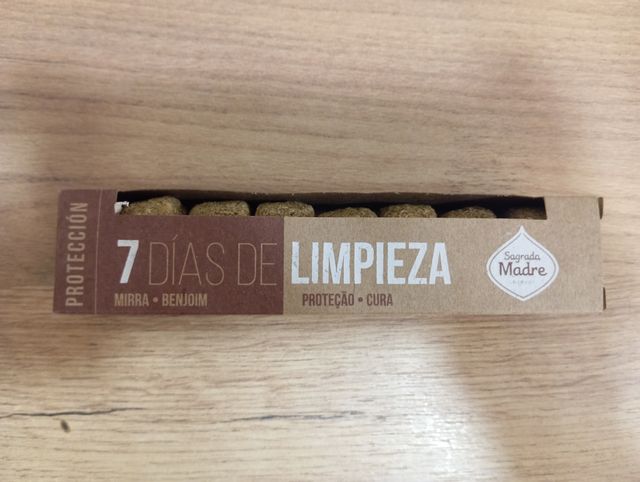 PROTECCIÓN
7 DÍAS DE LIMPIEZA
MIRRA • BENJOIM
PROTEÇÃO • CURA
Sagrada
Madre